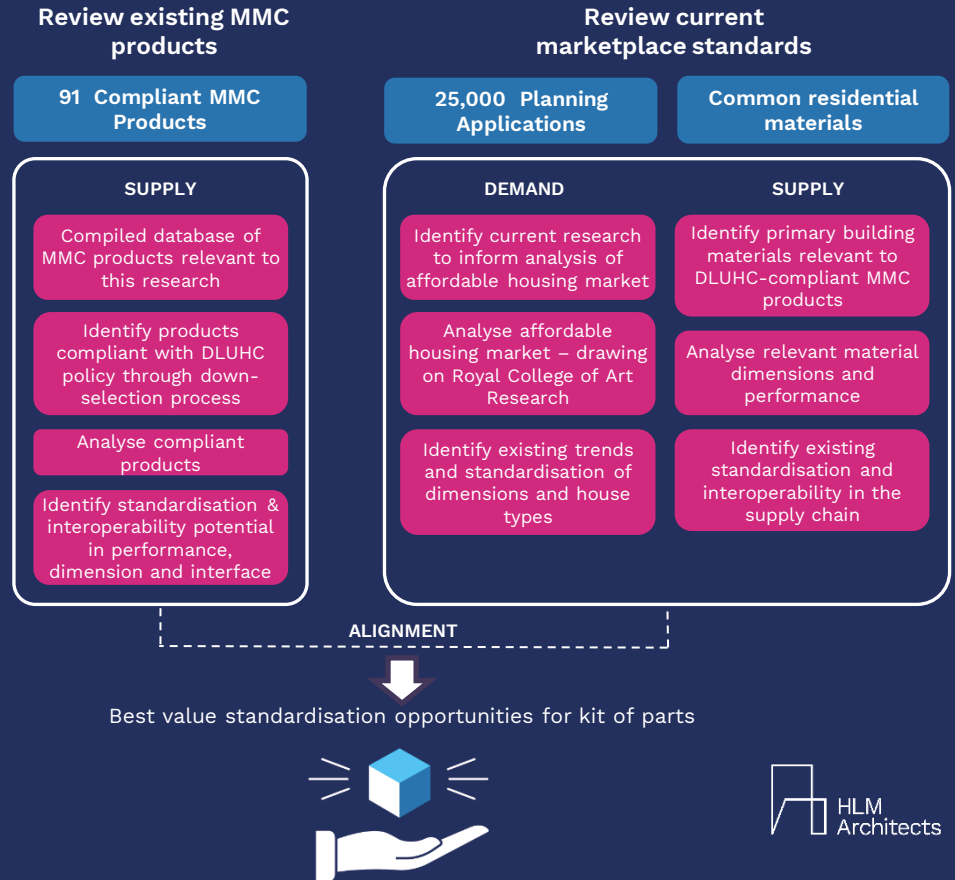 Review existing MMC
products
91 Compliant MMC
Products
SUPPLY
Compiled database of
MMC products relevant to
this research
Identify products
compliant with DLUHC
policy through down-
selection process
Analyse compliant
products
Identify standardisation &
interoperability potential
in performance,
dimension and interface
Review current
marketplace standards
25,000 Planning
Applications
Common residential
materials
DEMAND
Identify current research
to inform analysis of
affordable housing market
Analyse affordable
housing market – drawing
on Royal College of Art
Research
Identify existing trends
and standardisation of
dimensions and house
types
SUPPLY
Identify primary building
materials relevant to
DLUHC-compliant MMC
products
Analyse relevant material
dimensions and
performance
Identify existing
standardisation and
interoperability in the
supply chain
ALIGNMENT
Best value standardisation opportunities for kit of parts
HLM
Architects